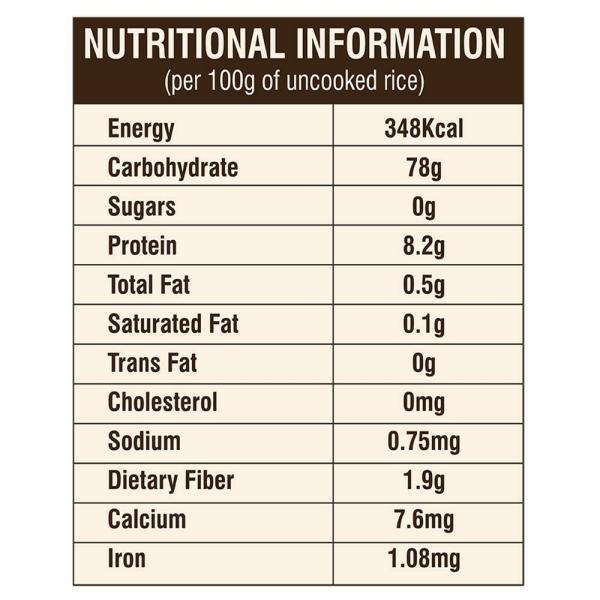 NUTRITIONAL INFORMATION
(per 100g of uncooked rice)
Energy 348Kcal
Carbohydrate 78g
Sugars 0g
Protein 8.2g
Total Fat 0.5g
Saturated Fat 0.1g
Trans Fat 0g
Cholesterol 0mg
Sodium 0.75mg
Dietary Fiber 1.9g
Calcium 7.6mg
Iron 1.08mg